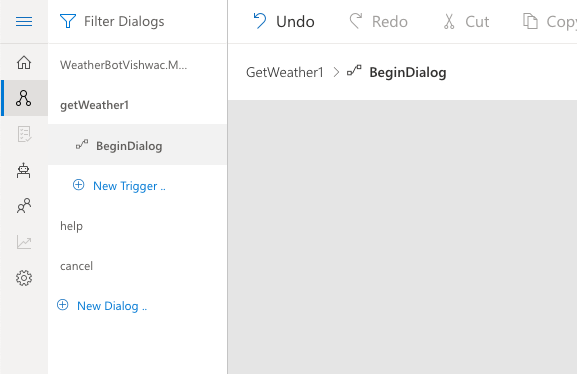 Filter Dialogs
Undo Redo Cut Copy
WeatherBotVishwac.M...
GetWeather1 > BeginDialog
getWeather1
BeginDialog
New Trigger ..
help
cancel
New Dialog ..